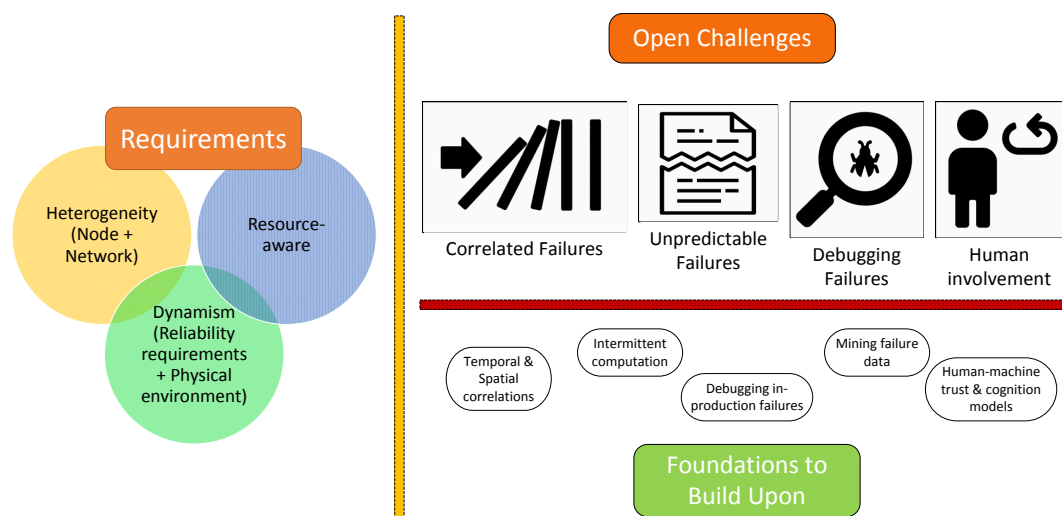 Requirements
Heterogeneity
(Node +
Network)
Resource-
aware
Dynamism
(Reliability
requirements
+ Physical
environment)
Open Challenges
Correlated Failures
Unpredictable
Failures
Debugging
Failures
Human
involvement
Temporal &
Spatial
correlations
Intermittent
computation
Debugging in-
production failures
Mining failure
data
Human-machine
trust & cognition
models
Foundations to
Build Upon